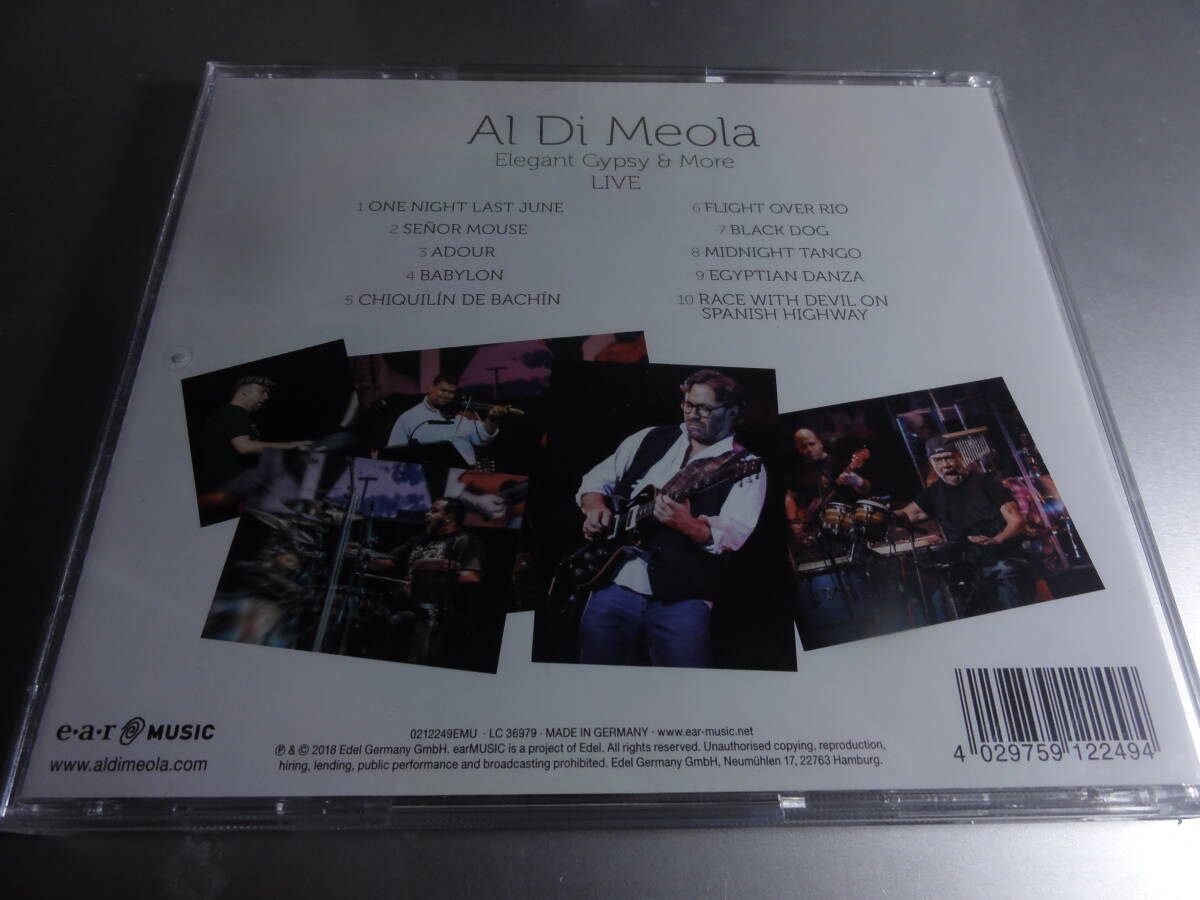 Al Di Meola
Elegant Gypsy & More
LIVE
1 ONE NIGHT LAST JUNE
2 SEÑOR MOUSE
3 ADOUR
4 BABYLON
5 CHIQUILÍN DE BACHÍN
6 FLIGHT OVER RIO
7 BLACK DOG
8 MIDNIGHT TANGO
9 EGYPTIAN DANZA
10 RACE WITH DEVIL ON
SPANISH HIGHWAY
e·a·r MUSIC
www.aldimeola.com
0212249EMU · LC 36979 · MADE IN GERMANY · www.ear-music.net
℗ & © 2018 Edel Germany GmbH. earMUSIC is a project of Edel. All rights reserved. Unauthorised copying, reproduction,
hiring, lending, public performance and broadcasting prohibited. Edel Germany GmbH, Neumühlen 17, 22763 Hamburg.
4 029759 122494